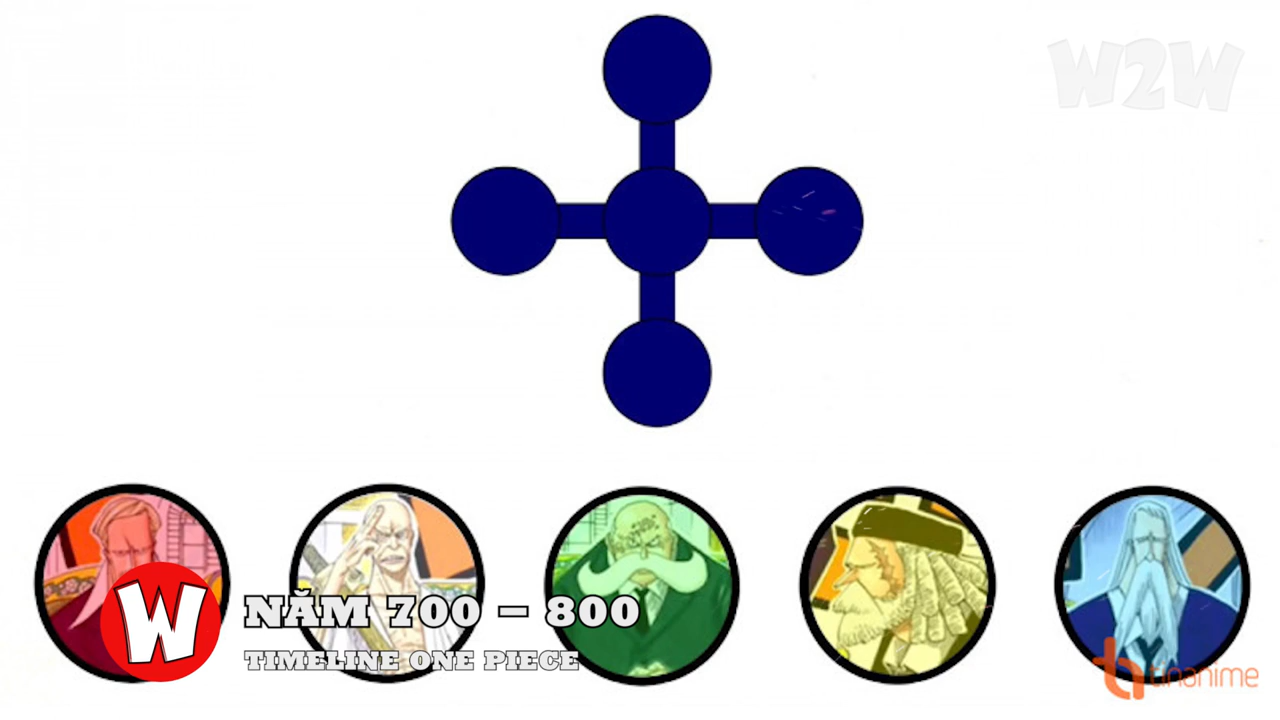 W2W
W
NĂM 700 – 800
TIMELINE ONE PIECE
tinanime